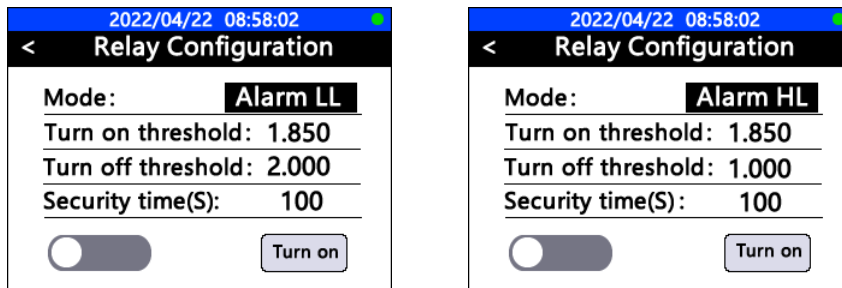 2022/04/22 08:58:02
< Relay Configuration
Mode: Alarm LL
Turn on threshold: 1.850
Turn off threshold: 2.000
Security time(S): 100
Turn on
2022/04/22 08:58:02
< Relay Configuration
Mode: Alarm HL
Turn on threshold: 1.850
Turn off threshold: 1.000
Security time(S): 100
Turn on